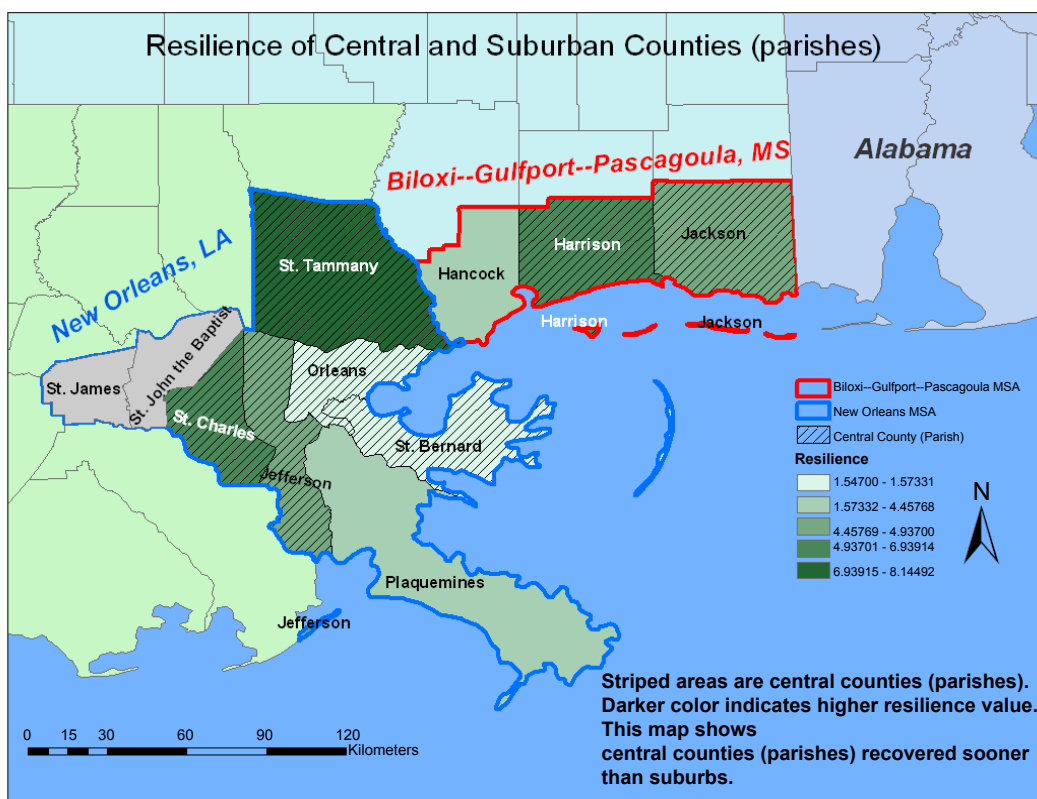 Resilience of Central and Suburban Counties (parishes)
Biloxi--Gulfport--Pascagoula, MS
Alabama
New Orleans, LA
St. Tammany
Hancock
Harrison
Jackson
Harrison
Jackson
St. James
St. John the Baptist
Orleans
St. Charles
St. Bernard
Jefferson
Plaquemines
Jefferson
Biloxi--Gulfport--Pascagoula MSA
New Orleans MSA
Central County (Parish)
Resilience
1.54700 - 1.57331
1.57332 - 4.45768
4.45769 - 4.93700
4.93701 - 6.93914
6.93915 - 8.14492
N
Striped areas are central counties (parishes).
Darker color indicates higher resilience value.
This map shows
central counties (parishes) recovered sooner
than suburbs.
0 15 30 60 90 120
Kilometers